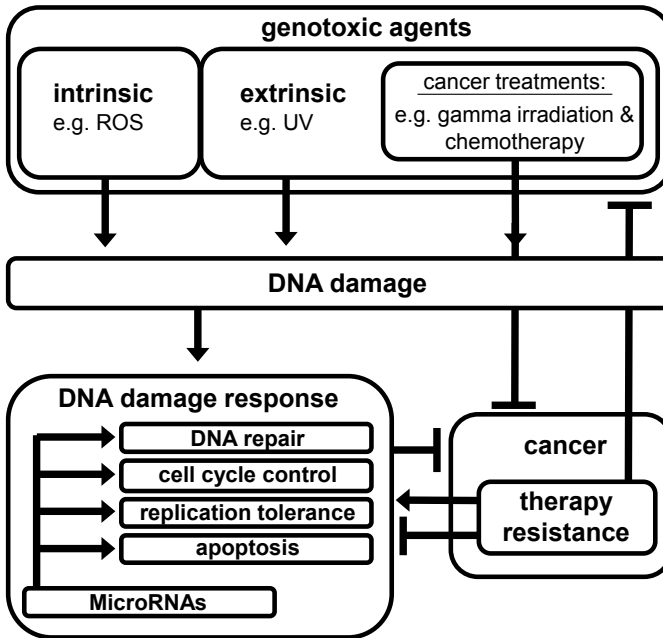 genotoxic agents
intrinsic
e.g. ROS
extrinsic
e.g. UV
cancer treatments:
e.g. gamma irradiation &
chemotherapy
DNA damage
DNA damage response
DNA repair
cell cycle control
replication tolerance
apoptosis
MicroRNAs
cancer
therapy
resistance